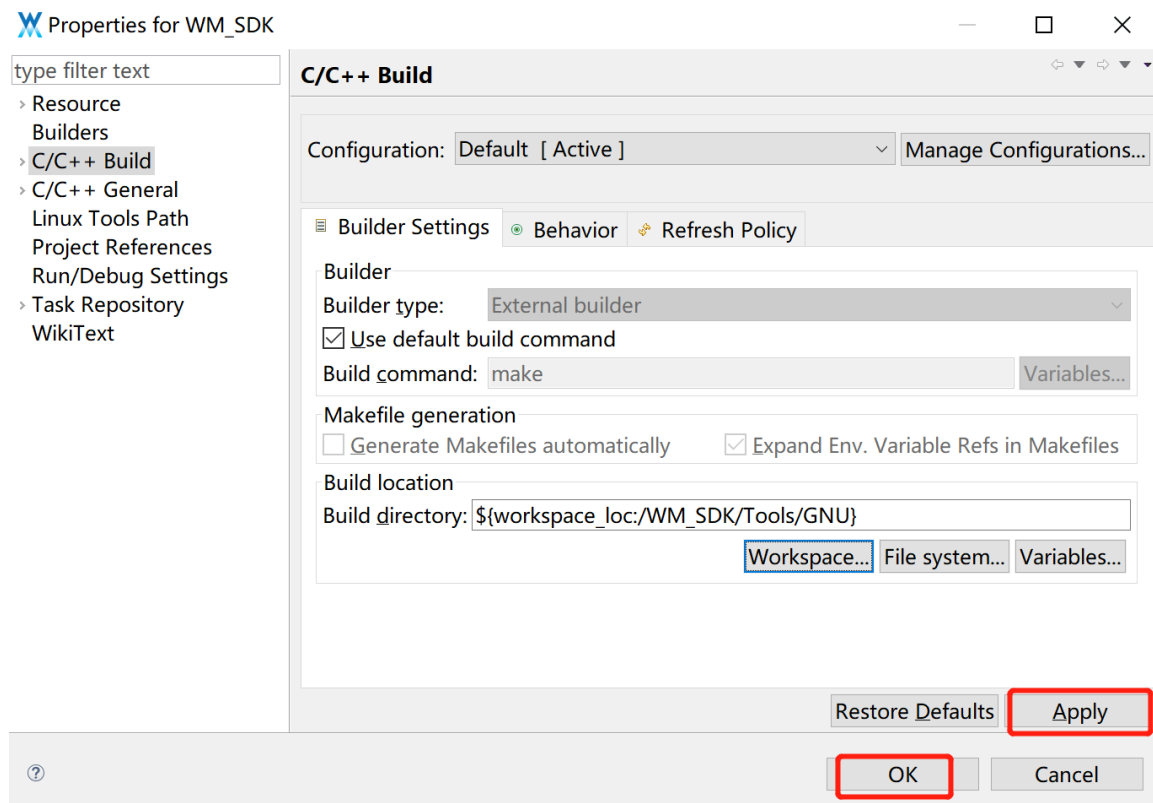 Properties for WM_SDK
type filter text
Resource
Builders
C/C++ Build
C/C++ General
Linux Tools Path
Project References
Run/Debug Settings
Task Repository
WikiText
C/C++ Build
Configuration: Default [ Active ] Manage Configurations...
Builder Settings Behavior Refresh Policy
Builder
Builder type: External builder
Use default build command
Build command: make Variables...
Makefile generation
Generate Makefiles automatically Expand Env. Variable Refs in Makefiles
Build location
Build directory: ${workspace_loc:/WM_SDK/Tools/GNU}
Workspace... File system... Variables...
Restore Defaults Apply
? OK Cancel